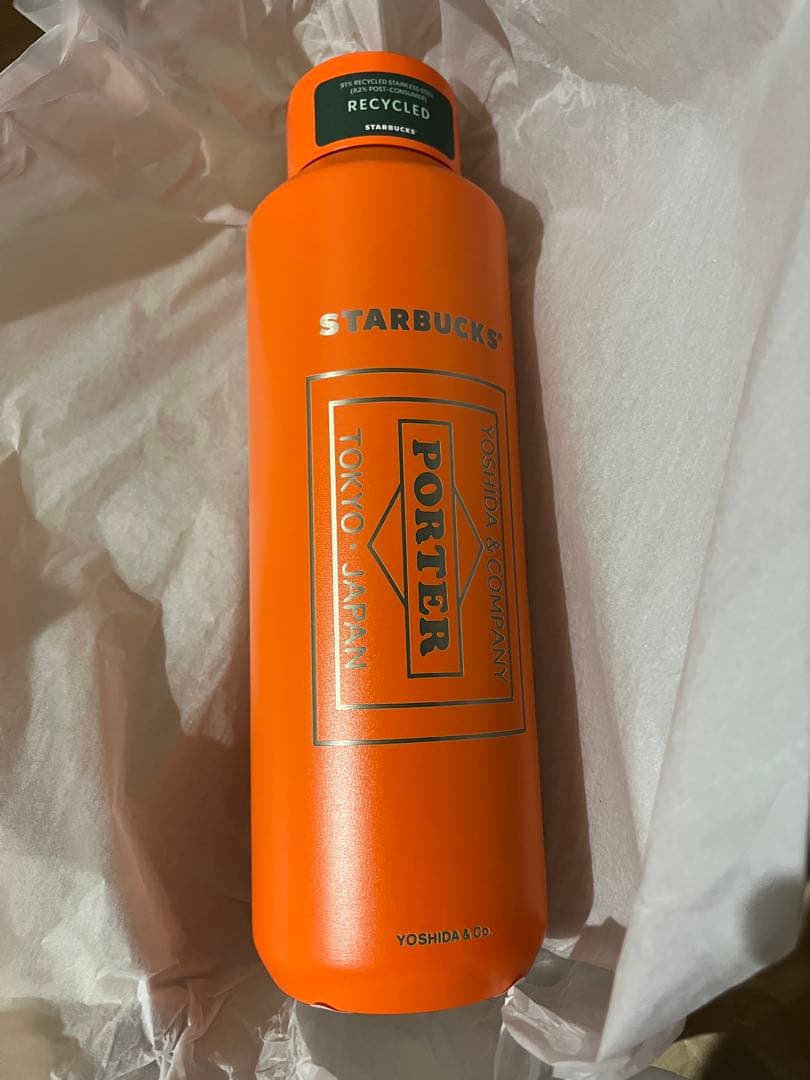 91% RECYCLED STAINLESS STEEL
(82% POST-CONSUMER)
RECYCLED
STARBUCKS®
STARBUCKS®
YOSHIDA & COMPANY
PORTER
TOKYO · JAPAN
YOSHIDA & Co.